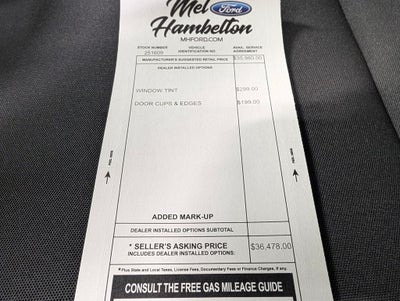 Mel
Ford
Hambelton
MHFORD.COM
STOCK NUMBER VEHICLE IDENTIFICATION NO. AVAIL. SERVICE AGREEMENT
251609
MANUFACTURER'S SUGGESTED RETAIL PRICE $35,980.00
DEALER INSTALLED OPTIONS
WINDOW TINT $299.00
DOOR CUPS & EDGES $199.00
ADDED MARK-UP
DEALER INSTALLED OPTIONS SUBTOTAL
* SELLER'S ASKING PRICE $36,478.00
INCLUDES DEALER INSTALLED OPTIONS:
*Plus State and Local Taxes, License Fees, Documentary Fees or Finance Charges, if any.
CONSULT THE FREE GAS MILEAGE GUIDE